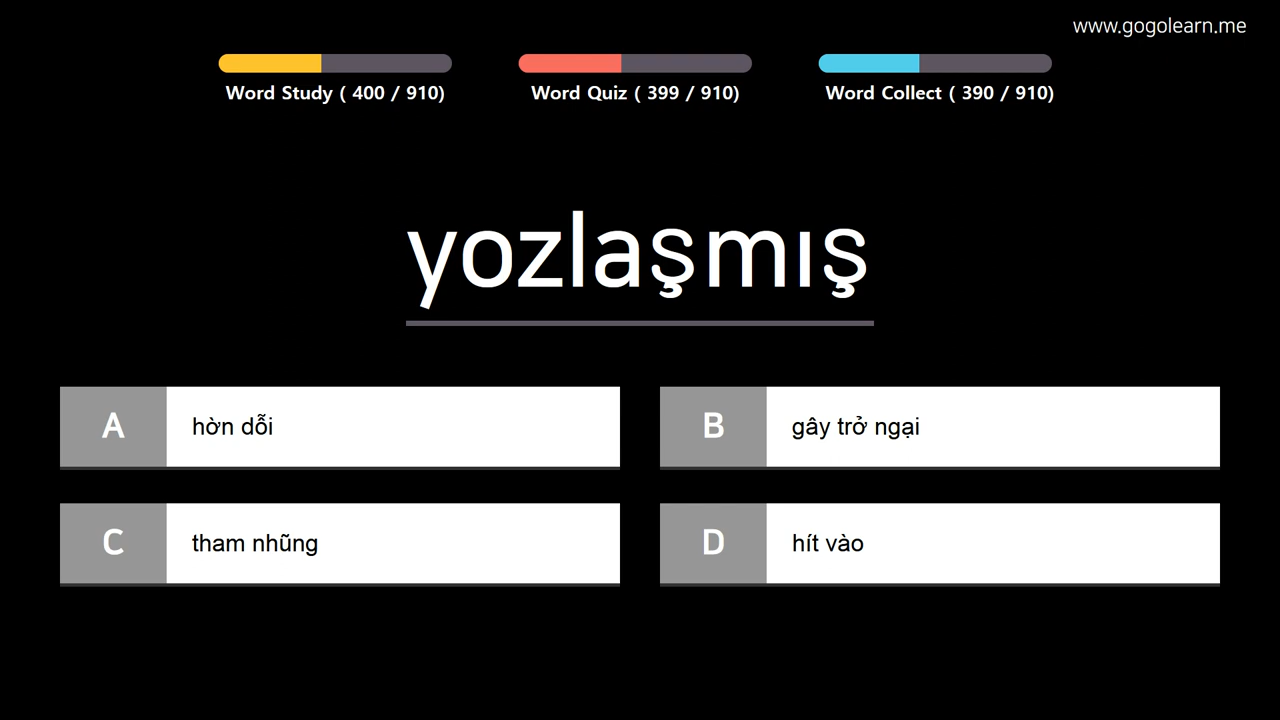 www.gogolearn.me
Word Study ( 400 / 910)
Word Quiz ( 399 / 910)
Word Collect ( 390 / 910)
yozlaşmış
A hờn dỗi
B gây trở ngại
C tham nhũng
D hít vào